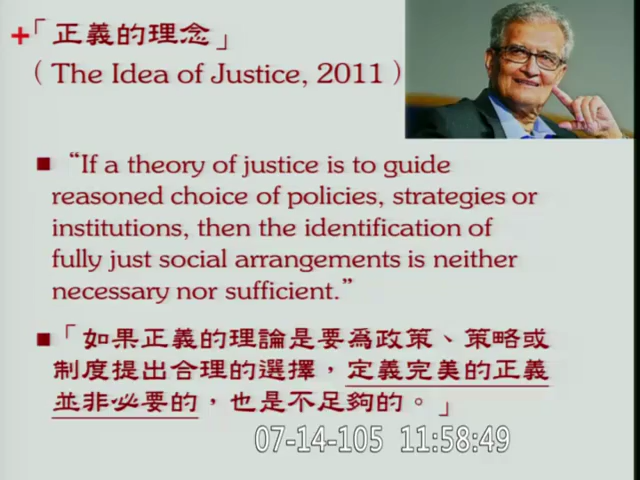 +「正義的理念」
（The Idea of Justice, 2011）
■ “If a theory of justice is to guide
reasoned choice of policies, strategies or
institutions, then the identification of
fully just social arrangements is neither
necessary nor sufficient.”
■「如果正義的理論是要為政策、策略或
制度提出合理的選擇，定義完美的正義
並非必要的，也是不足夠的。」
07-14-105 11:58:49